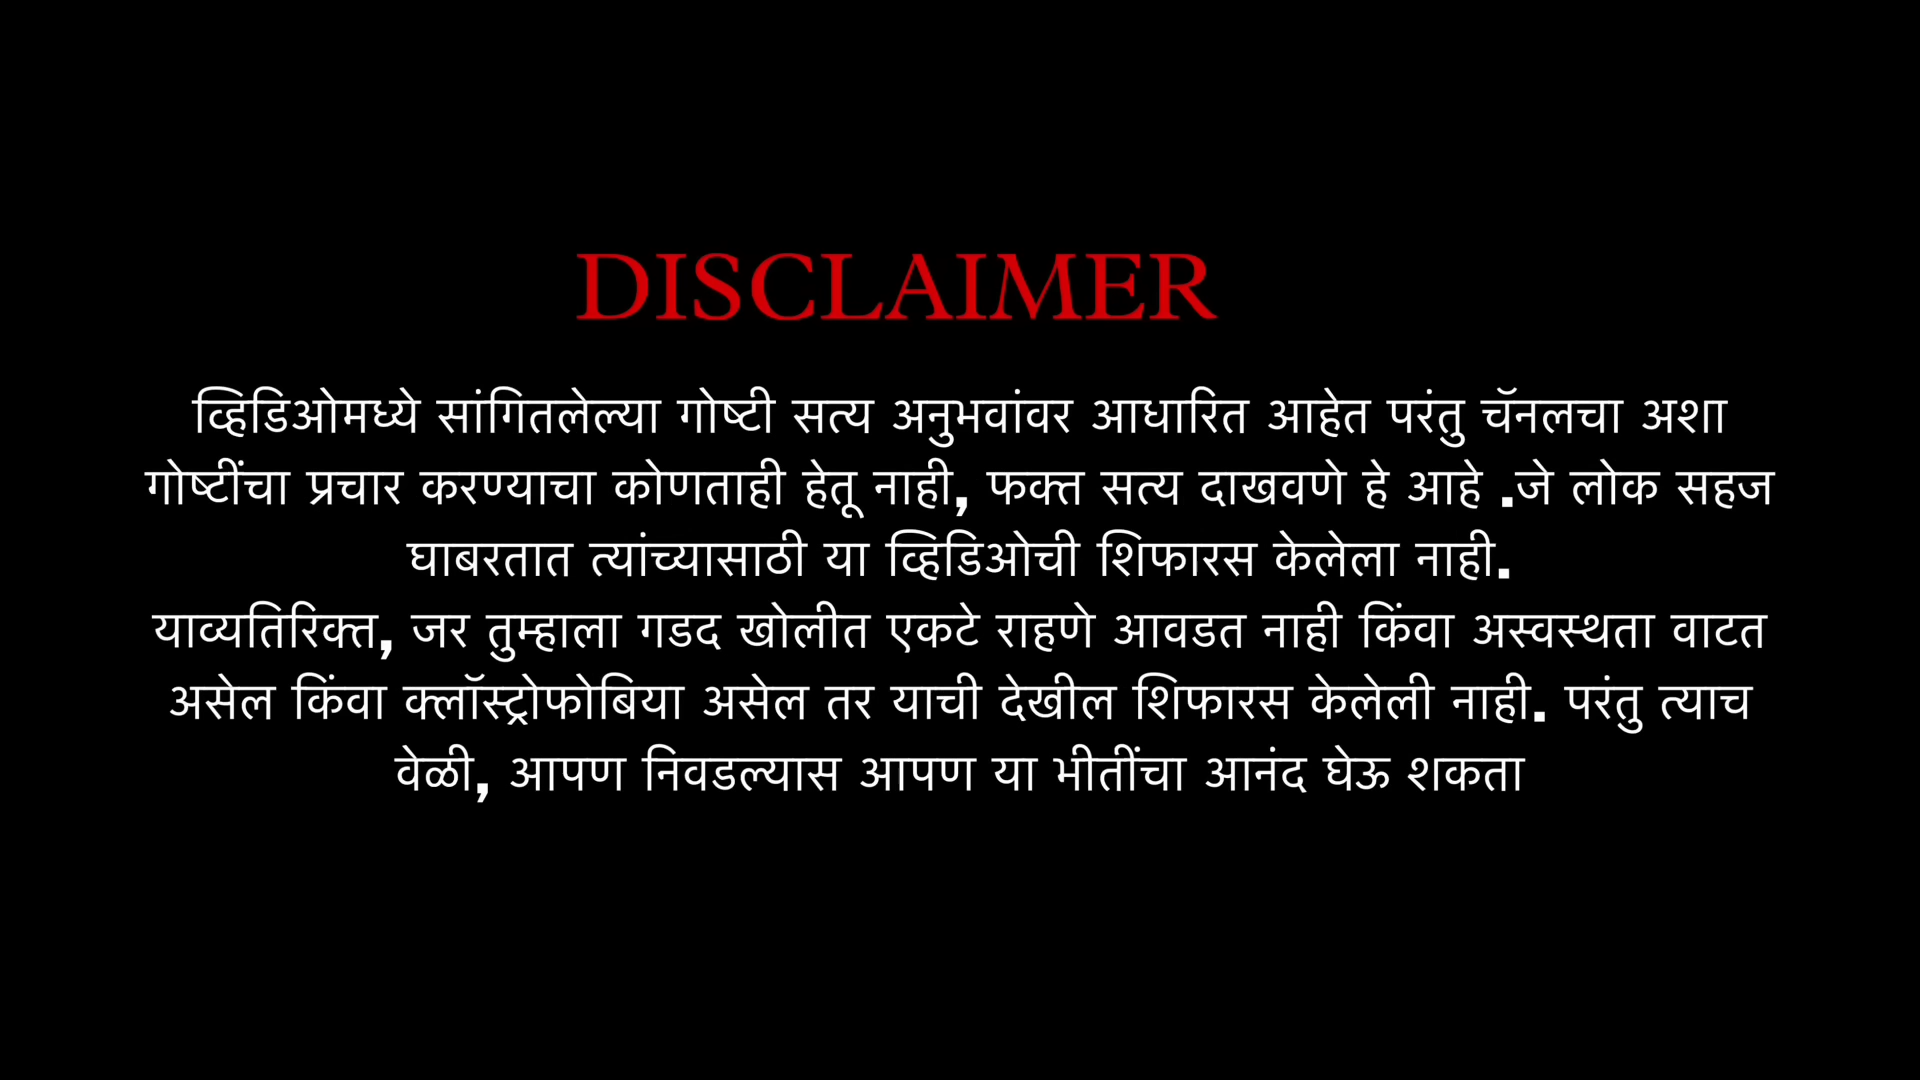 DISCLAIMER
व्हिडिओमध्ये सांगितलेल्या गोष्टी सत्य अनुभवांवर आधारित आहेत परंतु चॅनलचा अशा
गोष्टींचा प्रचार करण्याचा कोणताही हेतू नाही, फक्त सत्य दाखवणे हे आहे .जे लोक सहज
घाबरतात त्यांच्यासाठी या व्हिडिओची शिफारस केलेला नाही.
याव्यतिरिक्त, जर तुम्हाला गडद खोलीत एकटे राहणे आवडत नाही किंवा अस्वस्थता वाटत
असेल किंवा क्लॉस्ट्रोफोबिया असेल तर याची देखील शिफारस केलेली नाही. परंतु त्याच
वेळी, आपण निवडल्यास आपण या भीतींचा आनंद घेऊ शकता